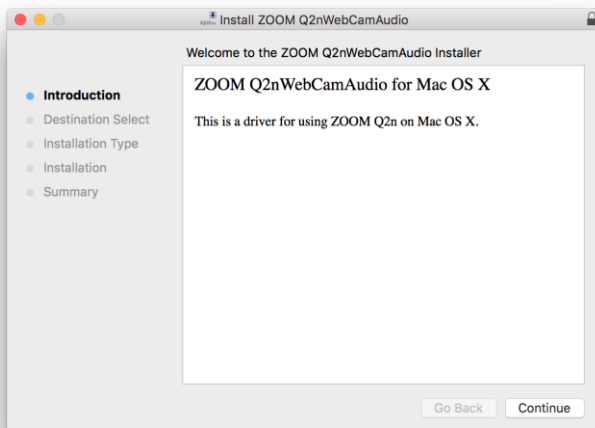 Install ZOOM Q2nWebCamAudio
Welcome to the ZOOM Q2nWebCamAudio Installer
Introduction
Destination Select
Installation Type
Installation
Summary
ZOOM Q2nWebCamAudio for Mac OS X
This is a driver for using ZOOM Q2n on Mac OS X.
Go Back
Continue